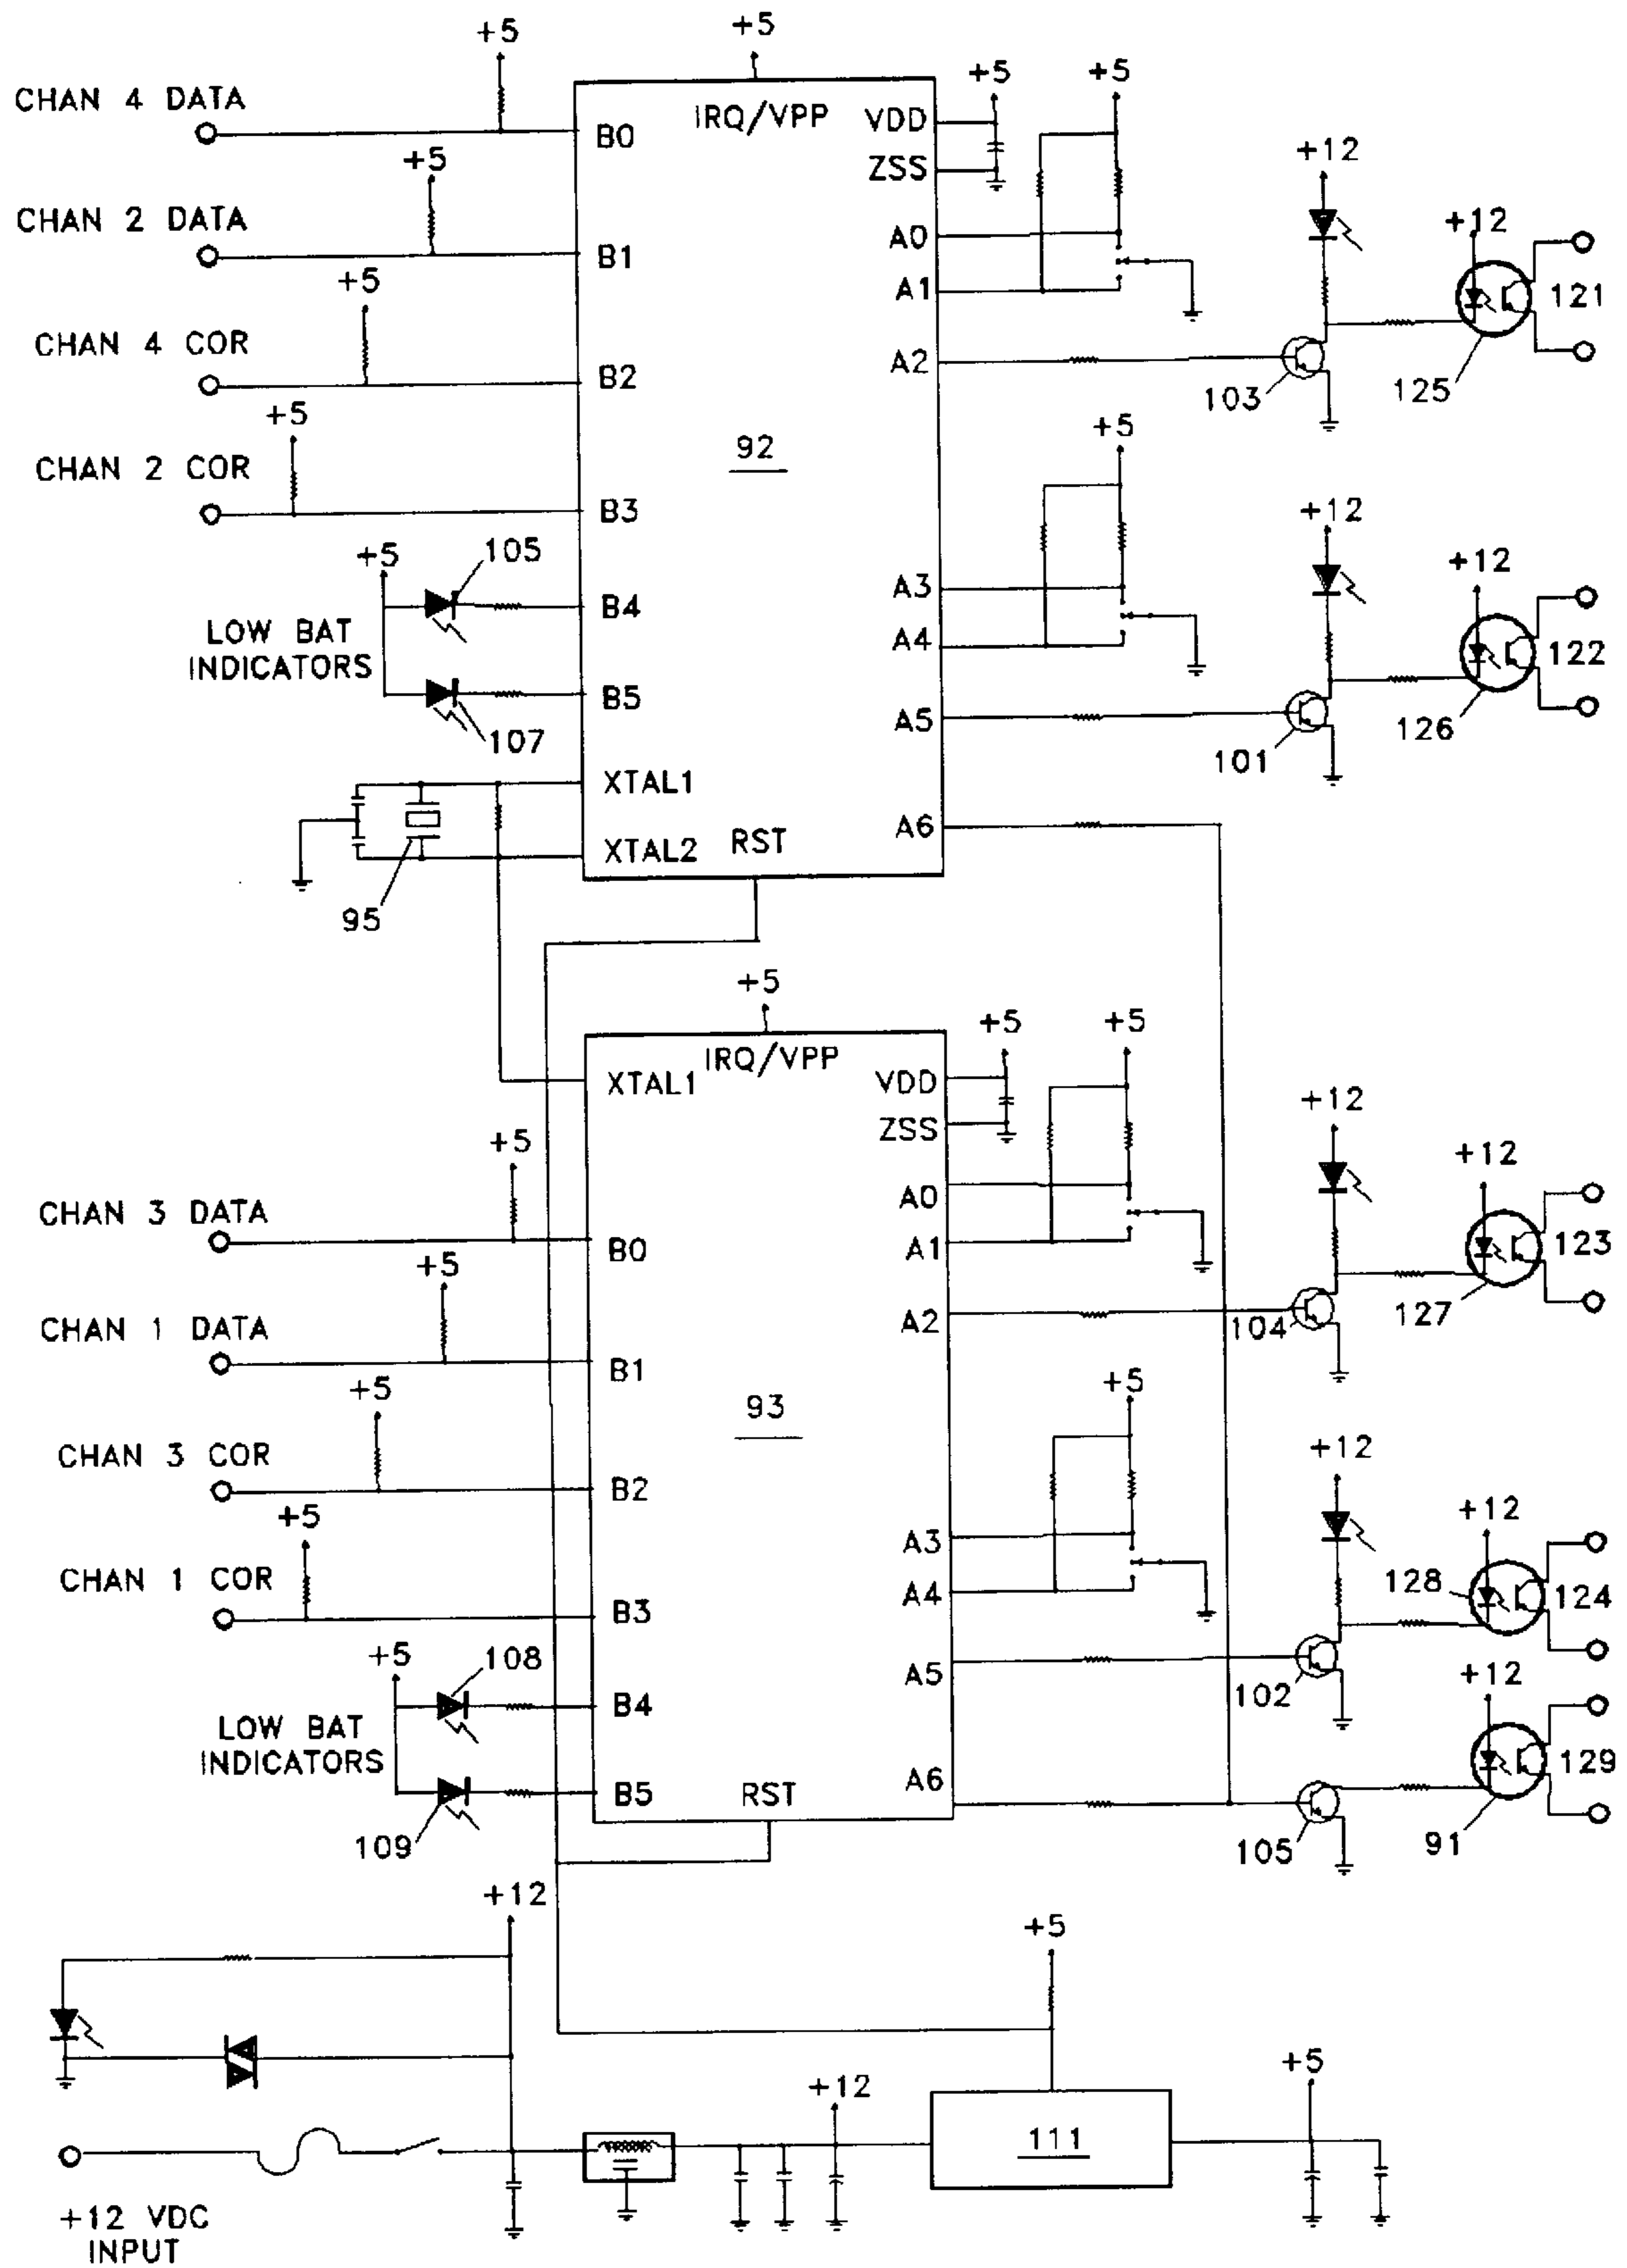 +5
+5
CHAN 4 DATA
IRQ/VPP
B0
VDD
+5
+5
ZSS
+5
CHAN 2 DATA
B1
A0
A1
+5
CHAN 4 COR
B2
A2
+12
+12
121
103
125
+5
CHAN 2 COR
92
B3
+5
+12
+12
+5
105
B4
A3
LOW BAT
INDICATORS
A4
122
B5
107
A5
101
126
XTAL1
A6
XTAL2
RST
95
+5
IRQ/VPP
XTAL1
VDD
+5
+5
ZSS
+12
+5
CHAN 3 DATA
B0
A0
A1
+12
123
+5
CHAN 1 DATA
B1
A2
104
127
+5
93
+5
CHAN 3 COR
B2
+12
+5
A3
+12
CHAN 1 COR
B3
A4
128
124
+5
108
B4
A5
102
+12
LOW BAT
INDICATORS
A6
129
B5
RST
109
105
91
+12
+5
+12
+5
111
+12 VDC
INPUT